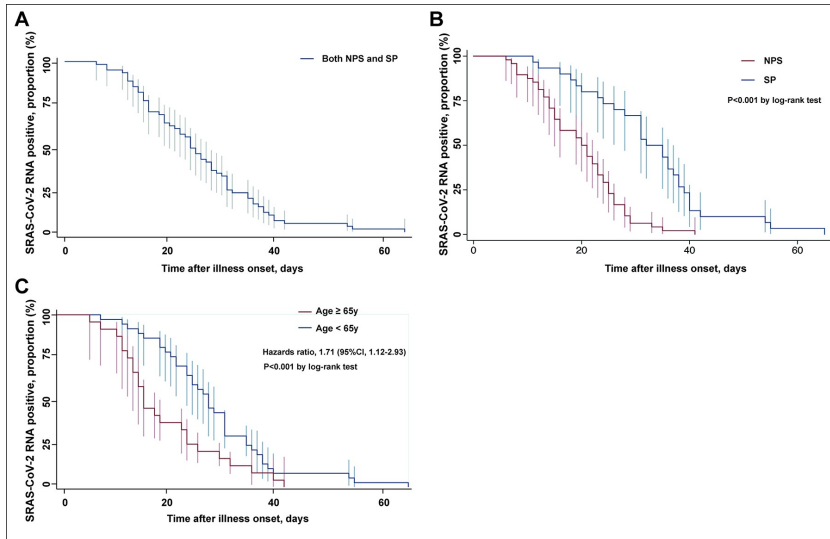 A
SRAS-CoV-2 RNA positive, proportion (%)
100
75
50
25
0
Both NPS and SP
0 20 40 60
Time after illness onset, days
B
SRAS-CoV-2 RNA positive, proportion (%)
100
75
50
25
0
NPS
SP
P<0.001 by log-rank test
0 20 40 60
Time after illness onset, days
C
SRAS-CoV-2 RNA positive, proportion (%)
100
75
50
25
0
Age ≥ 65y
Age < 65y
Hazards ratio, 1.71 (95%CI, 1.12-2.93)
P<0.001 by log-rank test
0 20 40 60
Time after illness onset, days